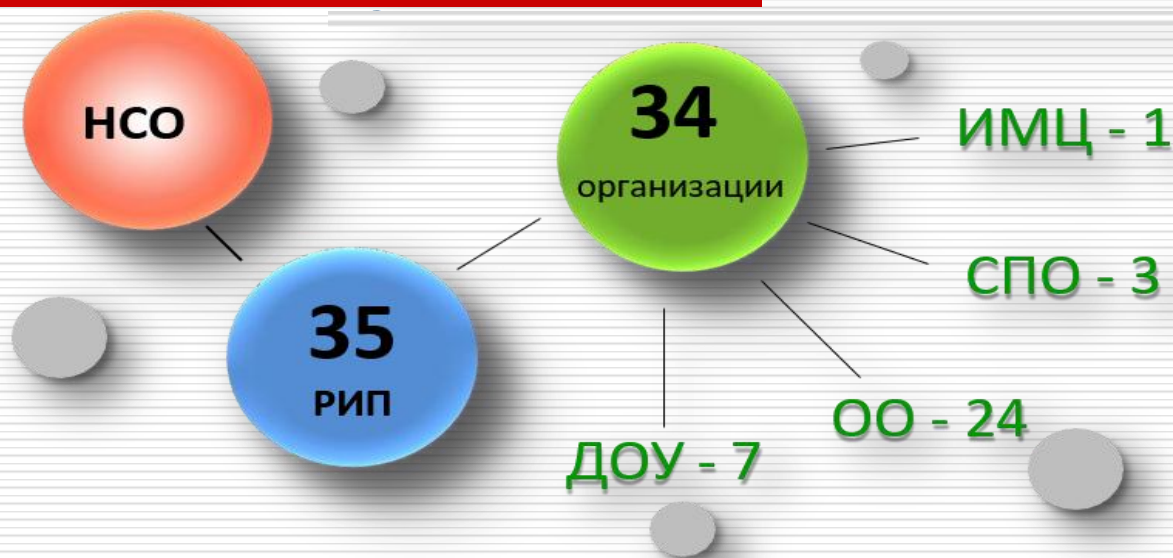 НСО
35
РИП
34
организации
ИМЦ - 1
СПО - 3
ОО - 24
ДОУ - 7